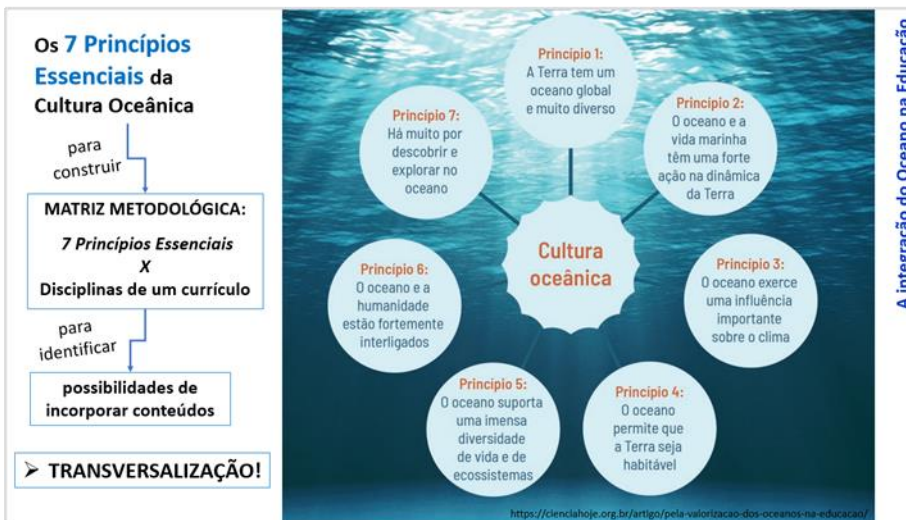 Os 7 Princípios
Essenciais da
Cultura Oceânica
para
construir
MATRIZ METODOLÓGICA:
7 Princípios Essenciais
X
Disciplinas de um currículo
para
identificar
possibilidades de
incorporar conteúdos
➢ TRANSVERSALIZAÇÃO!
Princípio 1:
A Terra tem um
oceano global
e muito diverso
Princípio 2:
O oceano e a
vida marinha
têm uma forte
ação na dinâmica
da Terra
Princípio 3:
O oceano exerce
uma influência
importante
sobre o clima
Princípio 4:
O oceano
permite que
a Terra seja
habitável
Princípio 5:
O oceano suporta
uma imensa
diversidade
de vida e de
ecossistemas
Princípio 6:
O oceano e a
humanidade
estão fortemente
interligados
Princípio 7:
Há muito por
descobrir e
explorar no
oceano
Cultura
oceânica
https://cienciahoje.org.br/artigo/pela-valorizacao-dos-oceanos-na-educacao/
A integração do Oceano na Educação